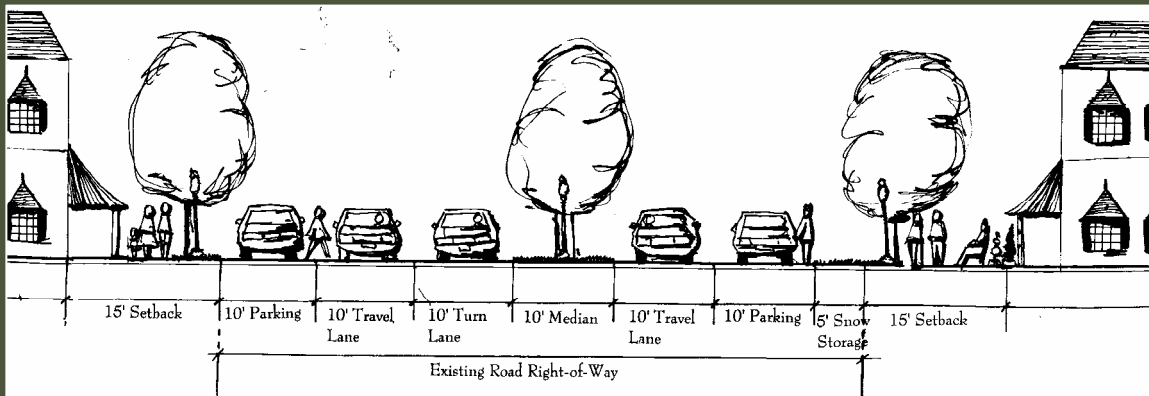 15' Setback
10' Parking
10' Travel
Lane
10' Turn
Lane
10' Median
10' Travel
Lane
10' Parking
5' Snow
Storage
15' Setback
Existing Road Right-of-Way